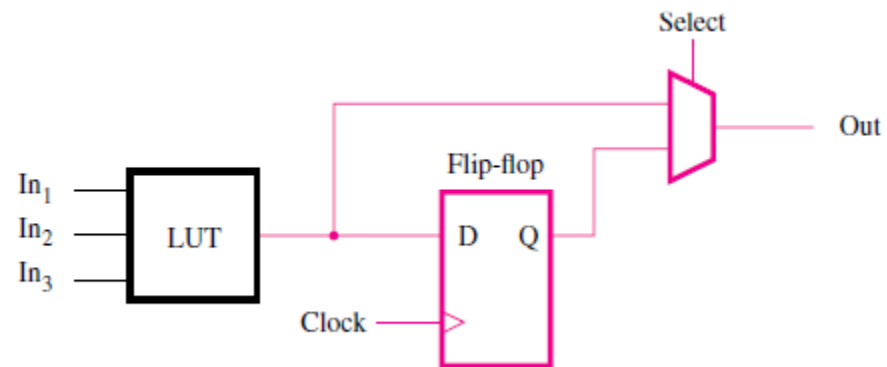 Select
Out
Flip-flop
In₁
In₂
In₃
LUT
D Q
Clock